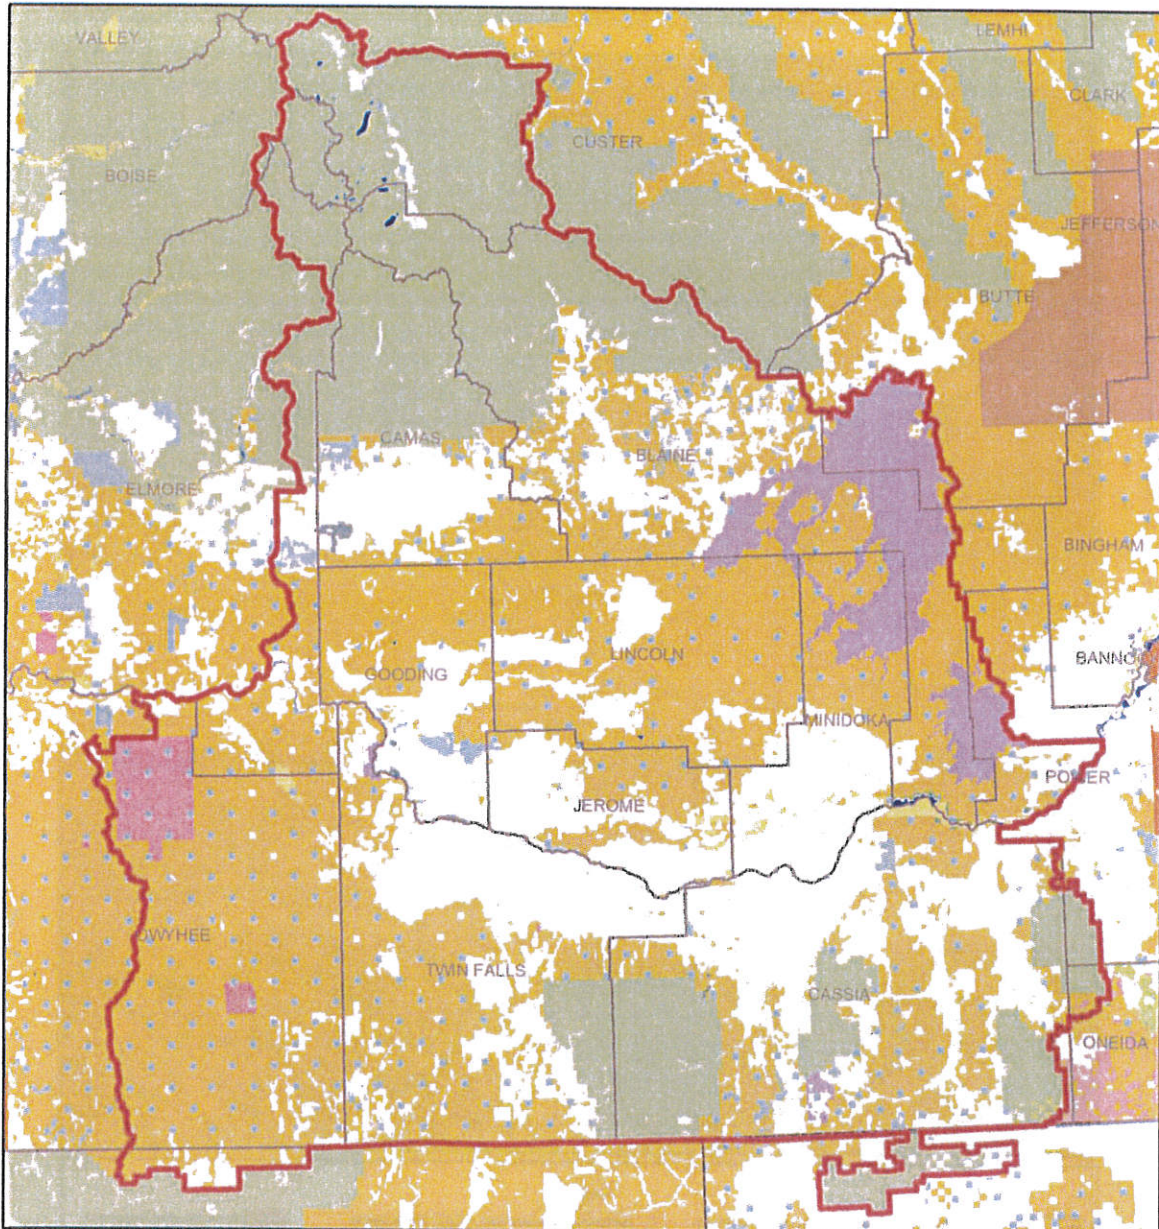 VALLEY
LEMHI
CLARK
CUSTER
BOISE
JEFFERSON
BUTTE
CAMAS
BLAINE
ELMORE
BINGHAM
LINCOLN
GOODING
MINIDOKA
POWER
JEROME
OWYHEE
TWIN FALLS
CASSIA
ONEIDA